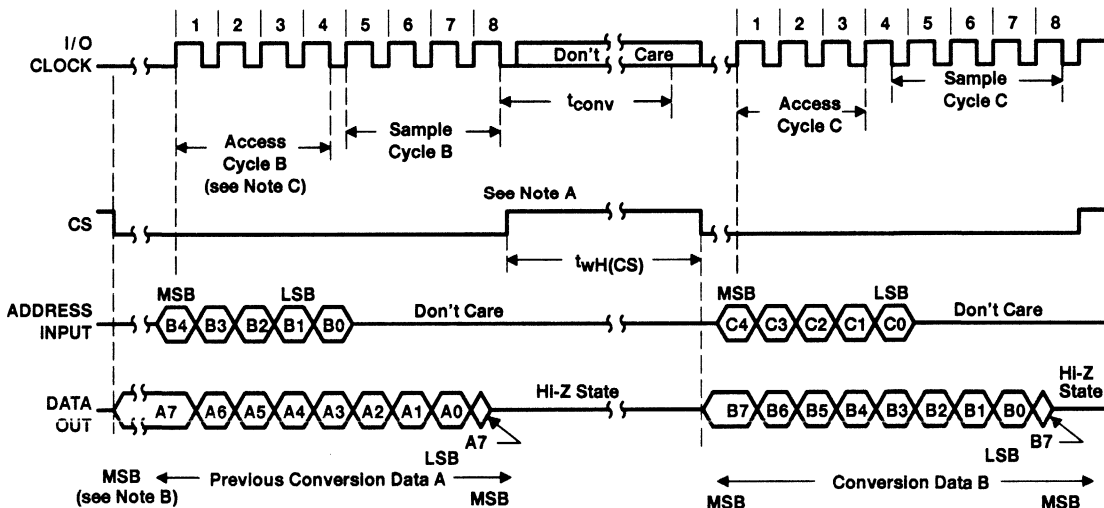 1 2 3 4 5 6 7 8 1 2 3 4 5 6 7 8
I/O
CLOCK
Don't Care
tconv
Access
Cycle B
(see Note C)
Sample
Cycle B
Access
Cycle C
Sample
Cycle C
See Note A
CS
twH(CS)
MSB LSB MSB LSB
ADDRESS
INPUT
B4 B3 B2 B1 B0 Don't Care C4 C3 C2 C1 C0 Don't Care
Hi-Z State
Hi-Z
State
DATA
OUT
A7 A6 A5 A4 A3 A2 A1 A0 B7 B6 B5 B4 B3 B2 B1 B0
A7 B7
LSB LSB
MSB
(see Note B)
Previous Conversion Data A
MSB
MSB
Conversion Data B
MSB